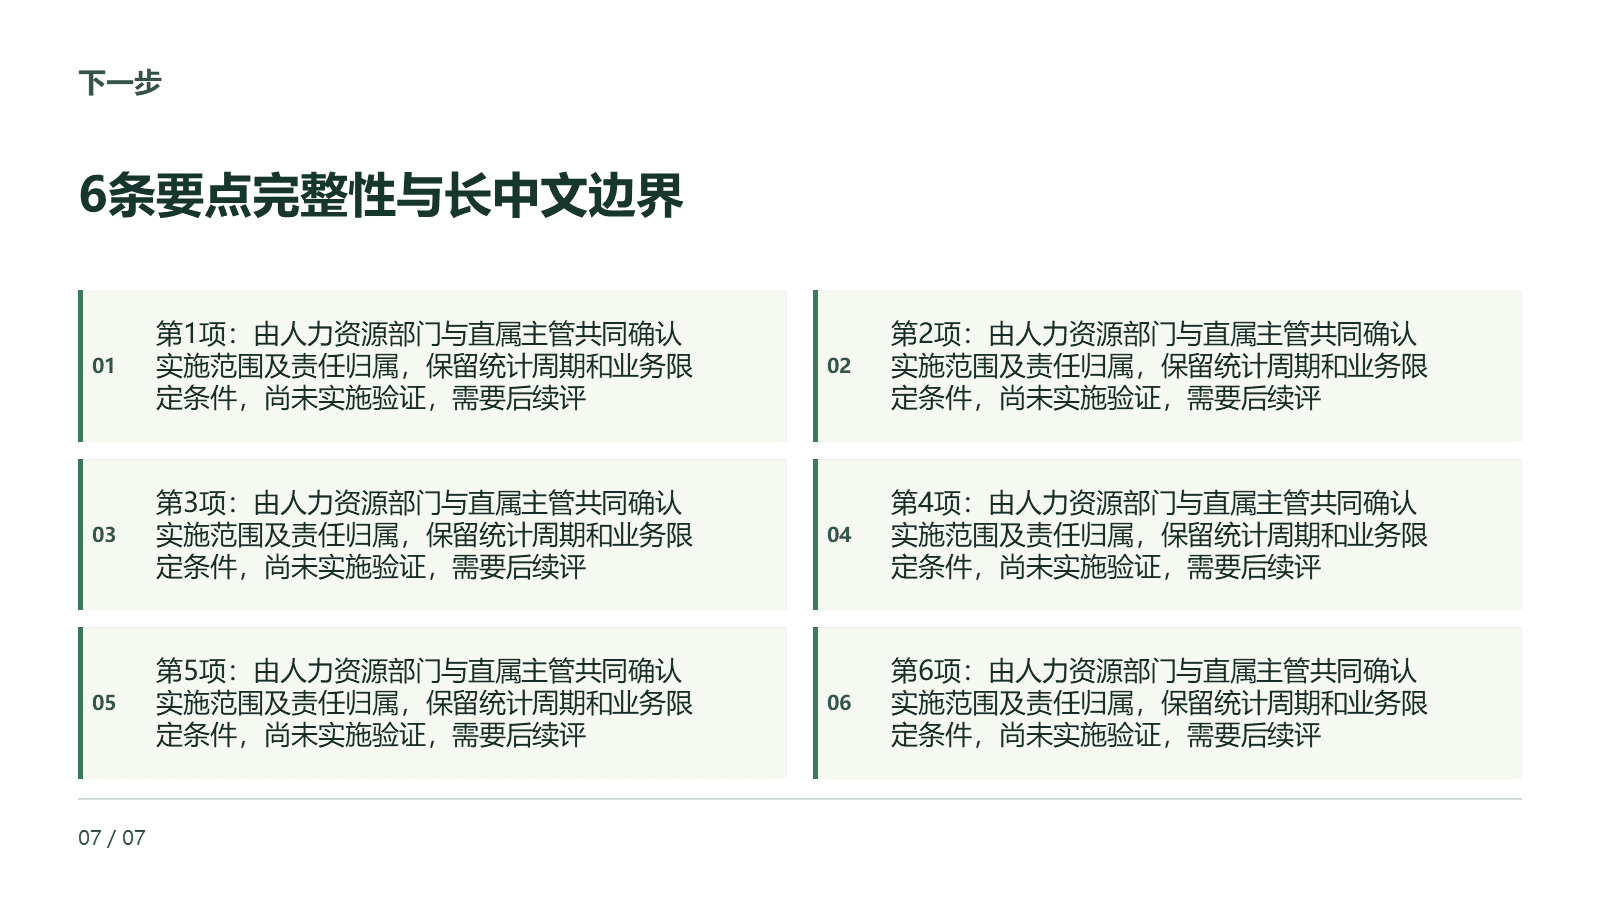 下一步
6条要点完整性与长中文边界
01
第1项：由人力资源部门与直属主管共同确认
实施范围及责任归属，保留统计周期和业务限
定条件，尚未实施验证，需要后续评
02
第2项：由人力资源部门与直属主管共同确认
实施范围及责任归属，保留统计周期和业务限
定条件，尚未实施验证，需要后续评
03
第3项：由人力资源部门与直属主管共同确认
实施范围及责任归属，保留统计周期和业务限
定条件，尚未实施验证，需要后续评
04
第4项：由人力资源部门与直属主管共同确认
实施范围及责任归属，保留统计周期和业务限
定条件，尚未实施验证，需要后续评
05
第5项：由人力资源部门与直属主管共同确认
实施范围及责任归属，保留统计周期和业务限
定条件，尚未实施验证，需要后续评
06
第6项：由人力资源部门与直属主管共同确认
实施范围及责任归属，保留统计周期和业务限
定条件，尚未实施验证，需要后续评
07 / 07